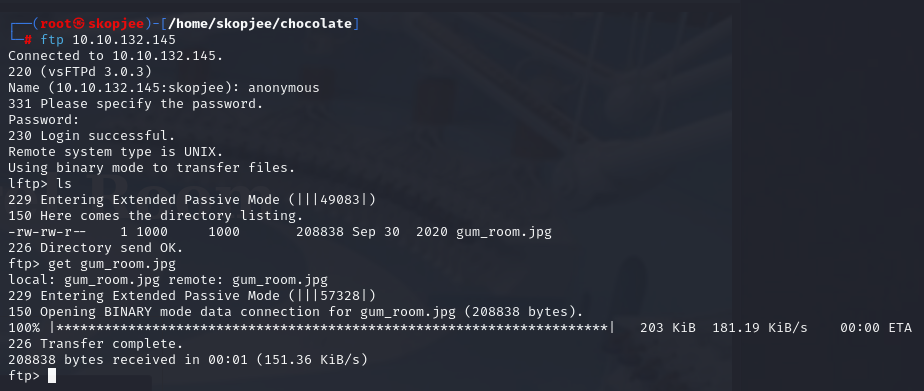 ┌──(root㉿skopjee)-[/home/skopjee/chocolate]
└─# ftp 10.10.132.145
Connected to 10.10.132.145.
220 (vsFTPd 3.0.3)
Name (10.10.132.145:skopjee): anonymous
331 Please specify the password.
Password:
230 Login successful.
Remote system type is UNIX.
Using binary mode to transfer files.
lftp> ls
229 Entering Extended Passive Mode (|||49083|)
150 Here comes the directory listing.
-rw-rw-r--    1 1000     1000       208838 Sep 30  2020 gum_room.jpg
226 Directory send OK.
ftp> get gum_room.jpg
local: gum_room.jpg remote: gum_room.jpg
229 Entering Extended Passive Mode (|||57328|)
150 Opening BINARY mode data connection for gum_room.jpg (208838 bytes).
100% |*********************************************************************|   203 KiB  181.19 KiB/s    00:00 ETA
226 Transfer complete.
208838 bytes received in 00:01 (151.36 KiB/s)
ftp>